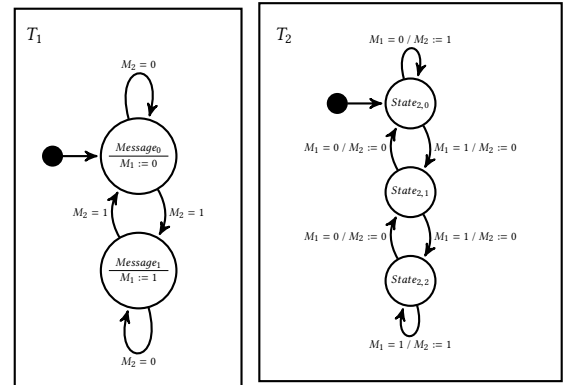 T₁
M₂ = 0
Message₀
M₁ := 0
M₂ = 1
M₂ = 1
Message₁
M₁ := 1
M₂ = 0
T₂
M₁ = 0 / M₂ := 1
State₂,₀
M₁ = 0 / M₂ := 0
M₁ = 1 / M₂ := 0
State₂,₁
M₁ = 0 / M₂ := 0
M₁ = 1 / M₂ := 0
State₂,₂
M₁ = 1 / M₂ := 1